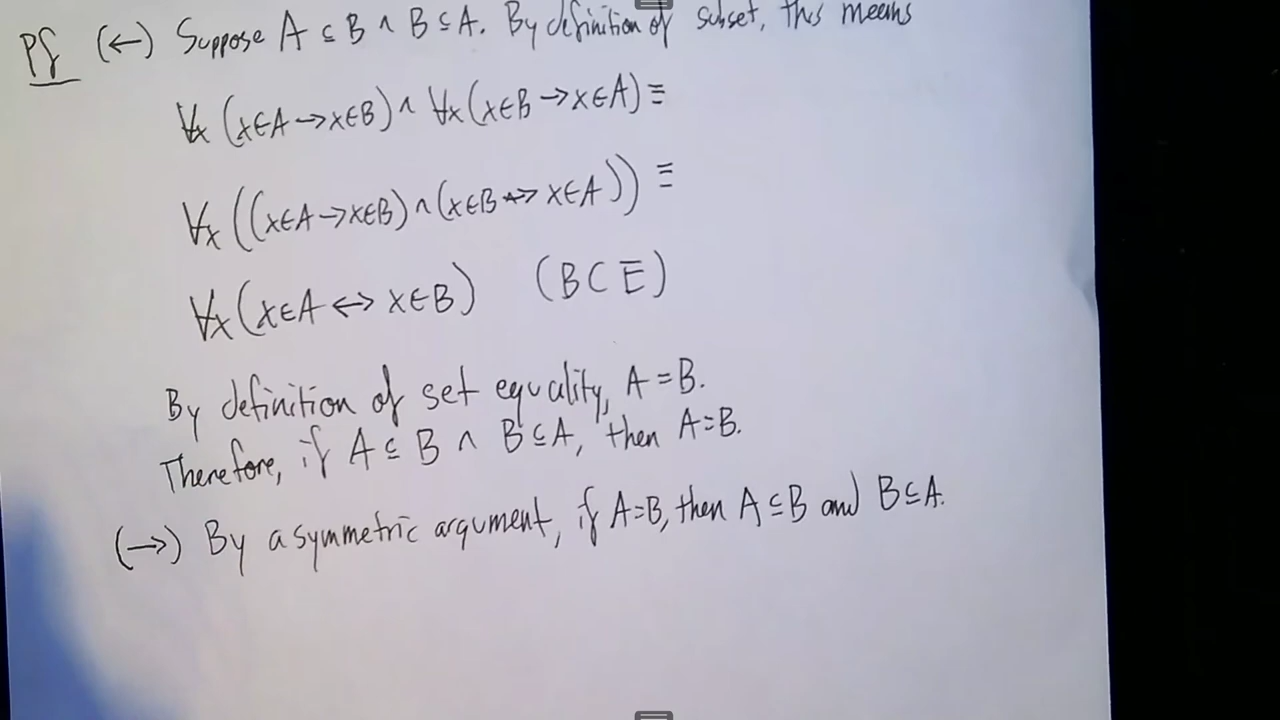 Pf (←) Suppose A ⊆ B ∧ B ⊆ A. By definition of subset, this means
∀x (x∈A → x∈B) ∧ ∀x (x∈B → x∈A) ≡
∀x ((x∈A → x∈B) ∧ (x∈B → x∈A)) ≡
∀x (x∈A ↔ x∈B) (BCE)
By definition of set equality, A = B.
Therefore, if A ⊆ B ∧ B ⊆ A, then A = B.
(→) By a symmetric argument, if A = B, then A ⊆ B and B ⊆ A.